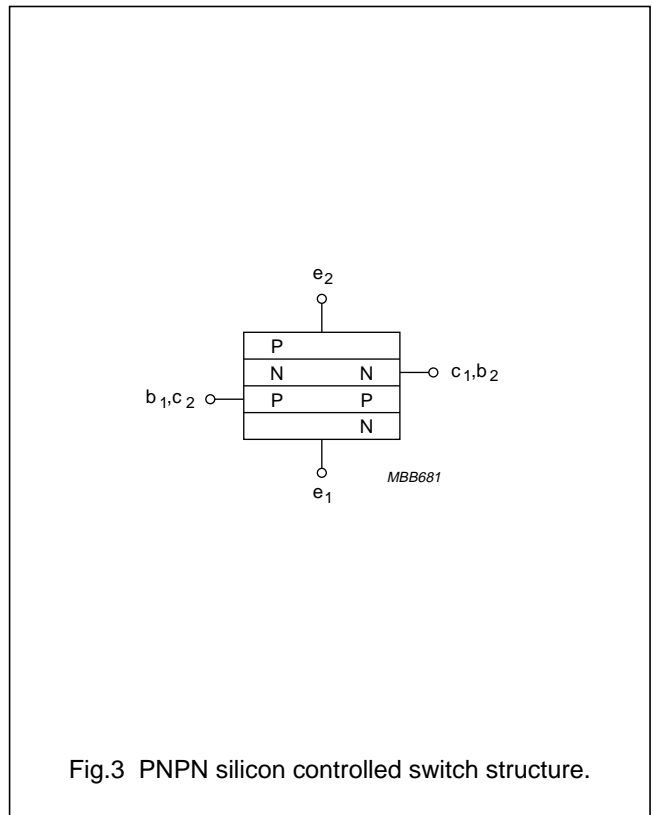 e2
P
N N c1,b2
b1,c2 P P
N
MBB681
e1
Fig.3 PNPN silicon controlled switch structure.